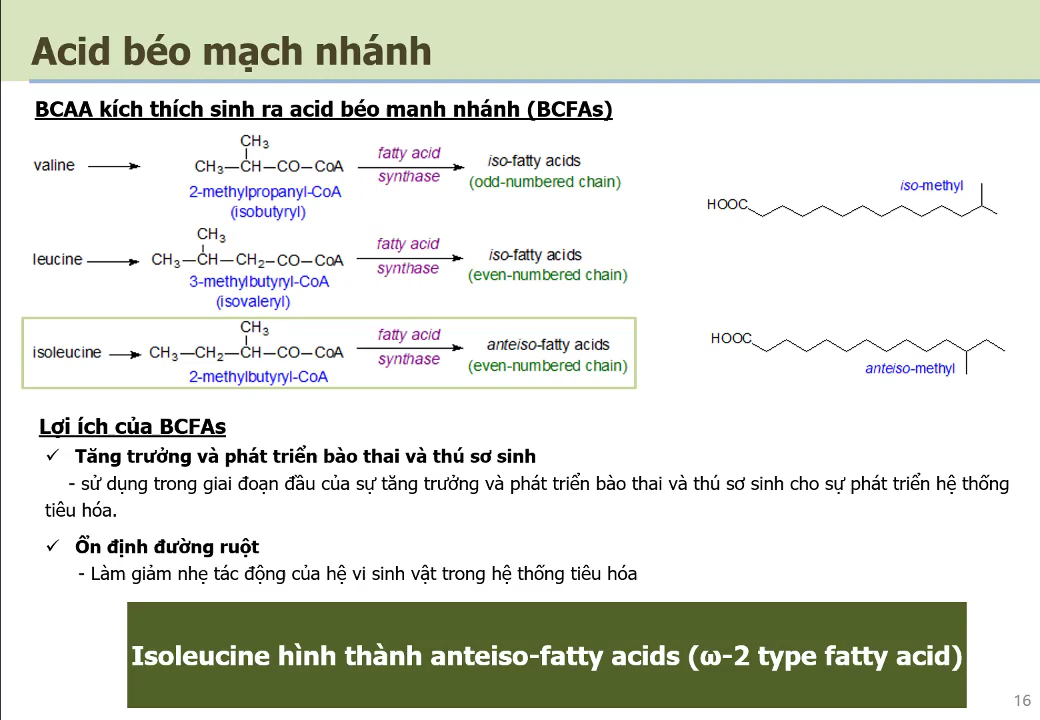 Acid béo mạch nhánh
BCAA kích thích sinh ra acid béo manh nhánh (BCFAs)
CH3
valine CH3—CH—CO—CoA fatty acid synthase iso-fatty acids
(odd-numbered chain)
2-methylpropanyl-CoA
(isobutyryl)
iso-methyl
HOOC
CH3
leucine CH3—CH—CH2—CO—CoA fatty acid synthase iso-fatty acids
(even-numbered chain)
3-methylbutyryl-CoA
(isovaleryl)
CH3
isoleucine CH3—CH2—CH—CO—CoA fatty acid synthase anteiso-fatty acids
(even-numbered chain)
2-methylbutyryl-CoA
HOOC
anteiso-methyl
Lợi ích của BCFAs
✓ Tăng trưởng và phát triển bào thai và thú sơ sinh
- sử dụng trong giai đoạn đầu của sự tăng trưởng và phát triển bào thai và thú sơ sinh cho sự phát triển hệ thống
tiêu hóa.
✓ Ổn định đường ruột
- Làm giảm nhẹ tác động của hệ vi sinh vật trong hệ thống tiêu hóa
Isoleucine hình thành anteiso-fatty acids (ω-2 type fatty acid)
16